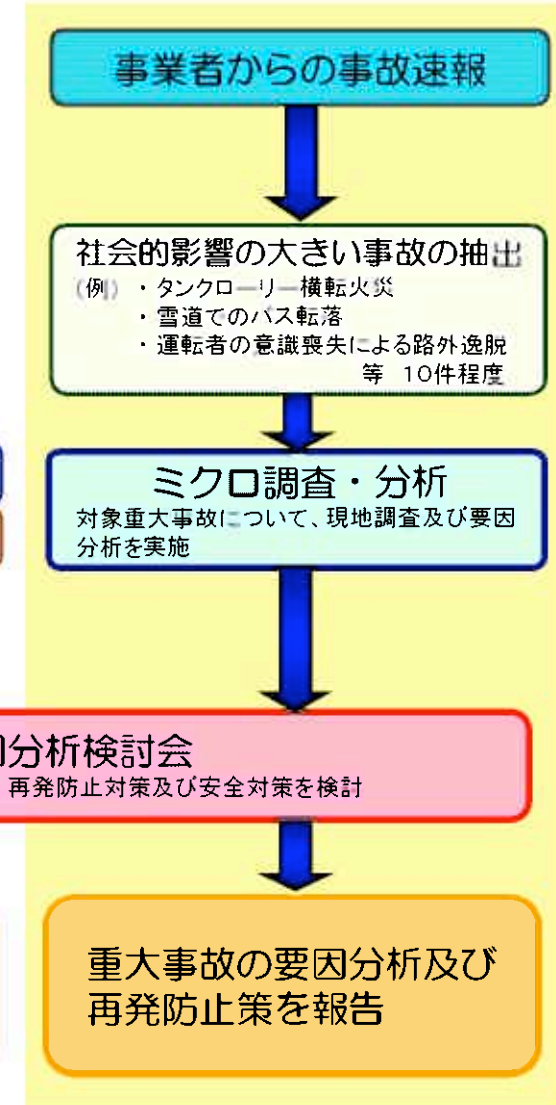 事業者からの事故速報
社会的影響の大きい事故の抽出
(例) ・タンクローリー横転火災
・雪道でのバス転落
・運転者の意識喪失による路外逸脱
等 10件程度
ミクロ調査・分析
対象重大事故について、現地調査及び要因
分析を実施
分析検討会
再発防止対策及び安全対策を検討
重大事故の要因分析及び
再発防止策を報告